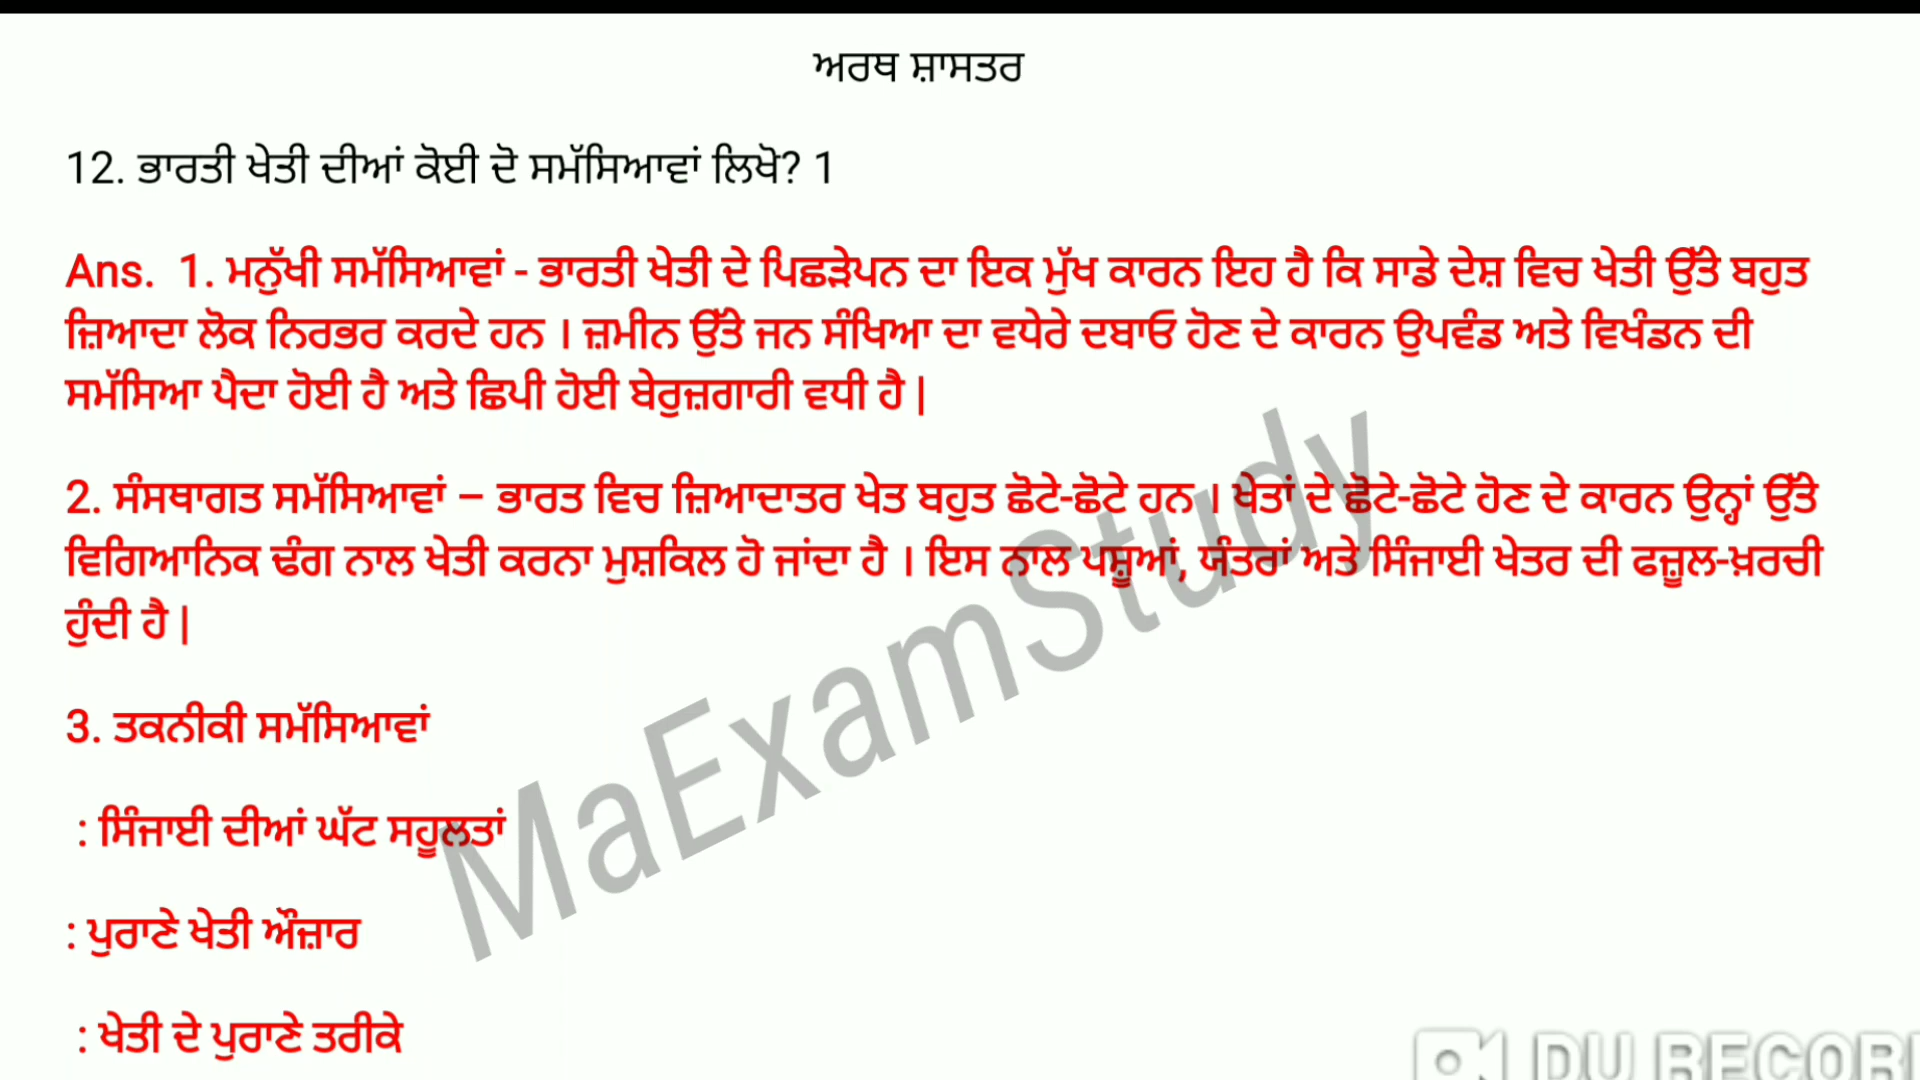 ਅਰਥ ਸ਼ਾਸਤਰ
12. ਭਾਰਤੀ ਖੇਤੀ ਦੀਆਂ ਕੋਈ ਦੋ ਸਮੱਸਿਆਵਾਂ ਲਿਖੋ? 1
Ans. 1. ਮਨੁੱਖੀ ਸਮੱਸਿਆਵਾਂ - ਭਾਰਤੀ ਖੇਤੀ ਦੇ ਪਿਛੜੇਪਨ ਦਾ ਇਕ ਮੁੱਖ ਕਾਰਨ ਇਹ ਹੈ ਕਿ ਸਾਡੇ ਦੇਸ਼ ਵਿਚ ਖੇਤੀ ਉੱਤੇ ਬਹੁਤ
ਜ਼ਿਆਦਾ ਲੋਕ ਨਿਰਭਰ ਕਰਦੇ ਹਨ । ਜ਼ਮੀਨ ਉੱਤੇ ਜਨ ਸੰਖਿਆ ਦਾ ਵਧੇਰੇ ਦਬਾਓ ਹੋਣ ਦੇ ਕਾਰਨ ਉਪਵੰਡ ਅਤੇ ਵਿਖੰਡਨ ਦੀ
ਸਮੱਸਿਆ ਪੈਦਾ ਹੋਈ ਹੈ ਅਤੇ ਛਿਪੀ ਹੋਈ ਬੇਰੁਜ਼ਗਾਰੀ ਵਧੀ ਹੈ |
2. ਸੰਸਥਾਗਤ ਸਮੱਸਿਆਵਾਂ – ਭਾਰਤ ਵਿਚ ਜ਼ਿਆਦਾਤਰ ਖੇਤ ਬਹੁਤ ਛੋਟੇ-ਛੋਟੇ ਹਨ । ਖੇਤਾਂ ਦੇ ਛੋਟੇ-ਛੋਟੇ ਹੋਣ ਦੇ ਕਾਰਨ ਉਨ੍ਹਾਂ ਉੱਤੇ
ਵਿਗਿਆਨਿਕ ਢੰਗ ਨਾਲ ਖੇਤੀ ਕਰਨਾ ਮੁਸ਼ਕਿਲ ਹੋ ਜਾਂਦਾ ਹੈ । ਇਸ ਨਾਲ ਪਸ਼ੂਆਂ, ਯੰਤਰਾਂ ਅਤੇ ਸਿੰਜਾਈ ਖੇਤਰ ਦੀ ਫਜ਼ੂਲ-ਖ਼ਰਚੀ
ਹੁੰਦੀ ਹੈ |
3. ਤਕਨੀਕੀ ਸਮੱਸਿਆਵਾਂ
: ਸਿੰਜਾਈ ਦੀਆਂ ਘੱਟ ਸਹੂਲਤਾਂ
: ਪੁਰਾਣੇ ਖੇਤੀ ਔਜ਼ਾਰ
: ਖੇਤੀ ਦੇ ਪੁਰਾਣੇ ਤਰੀਕੇ
MaExamStudy
DU RECOR